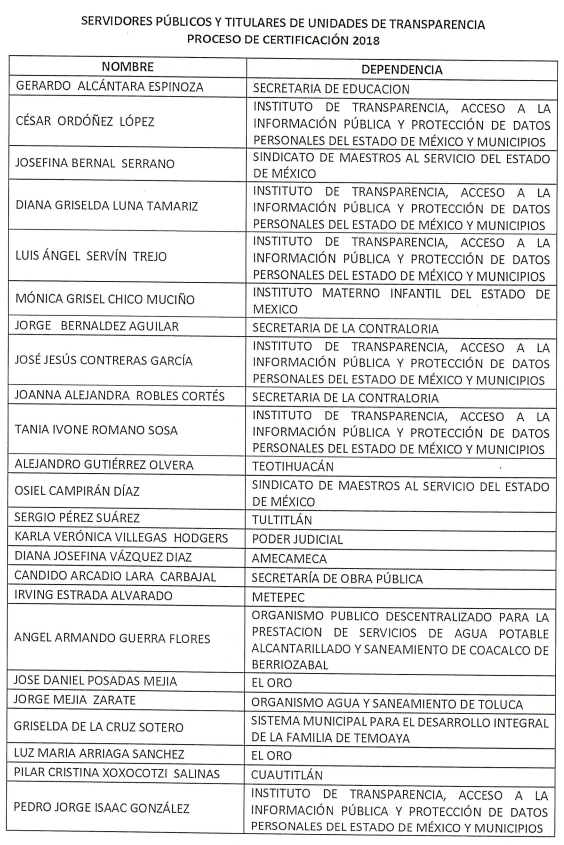 SERVIDORES PÚBLICOS Y TITULARES DE UNIDADES DE TRANSPARENCIA
PROCESO DE CERTIFICACIÓN 2018
NOMBRE DEPENDENCIA
GERARDO ALCÁNTARA ESPINOZA SECRETARIA DE EDUCACION
CÉSAR ORDÓÑEZ LÓPEZ INSTITUTO DE TRANSPARENCIA, ACCESO A LA
INFORMACIÓN PÚBLICA Y PROTECCIÓN DE DATOS
PERSONALES DEL ESTADO DE MÉXICO Y MUNICIPIOS
JOSEFINA BERNAL SERRANO SINDICATO DE MAESTROS AL SERVICIO DEL ESTADO
DE MÉXICO
DIANA GRISELDA LUNA TAMARIZ INSTITUTO DE TRANSPARENCIA, ACCESO A LA
INFORMACIÓN PÚBLICA Y PROTECCIÓN DE DATOS
PERSONALES DEL ESTADO DE MÉXICO Y MUNICIPIOS
LUIS ÁNGEL SERVÍN TREJO INSTITUTO DE TRANSPARENCIA, ACCESO A LA
INFORMACIÓN PÚBLICA Y PROTECCIÓN DE DATOS
PERSONALES DEL ESTADO DE MÉXICO Y MUNICIPIOS
MÓNICA GRISEL CHICO MUCIÑO INSTITUTO MATERNO INFANTIL DEL ESTADO DE
MEXICO
JORGE BERNALDEZ AGUILAR SECRETARIA DE LA CONTRALORIA
JOSÉ JESÚS CONTRERAS GARCÍA INSTITUTO DE TRANSPARENCIA, ACCESO A LA
INFORMACIÓN PÚBLICA Y PROTECCIÓN DE DATOS
PERSONALES DEL ESTADO DE MÉXICO Y MUNICIPIOS
JOANNA ALEJANDRA ROBLES CORTÉS SECRETARIA DE LA CONTRALORIA
TANIA IVONE ROMANO SOSA INSTITUTO DE TRANSPARENCIA, ACCESO A LA
INFORMACIÓN PÚBLICA Y PROTECCIÓN DE DATOS
PERSONALES DEL ESTADO DE MÉXICO Y MUNICIPIOS
ALEJANDRO GUTIÉRREZ OLVERA TEOTIHUACÁN
OSIEL CAMPIRÁN DÍAZ SINDICATO DE MAESTROS AL SERVICIO DEL ESTADO
DE MÉXICO
SERGIO PÉREZ SUÁREZ TULTITLÁN
KARLA VERÓNICA VILLEGAS HODGERS PODER JUDICIAL
DIANA JOSEFINA VÁZQUEZ DIAZ AMECAMECA
CANDIDO ARCADIO LARA CARBAJAL SECRETARÍA DE OBRA PÚBLICA
IRVING ESTRADA ALVARADO METEPEC
ANGEL ARMANDO GUERRA FLORES ORGANISMO PUBLICO DESCENTRALIZADO PARA LA
PRESTACION DE SERVICIOS DE AGUA POTABLE
ALCANTARILLADO Y SANEAMIENTO DE COACALCO DE
BERRIOZABAL
JOSE DANIEL POSADAS MEJIA EL ORO
JORGE MEJIA ZARATE ORGANISMO AGUA Y SANEAMIENTO DE TOLUCA
GRISELDA DE LA CRUZ SOTERO SISTEMA MUNICIPAL PARA EL DESARROLLO INTEGRAL
DE LA FAMILIA DE TEMOAYA
LUZ MARIA ARRIAGA SANCHEZ EL ORO
PILAR CRISTINA XOXOCOTZI SALINAS CUAUTITLÁN
PEDRO JORGE ISAAC GONZÁLEZ INSTITUTO DE TRANSPARENCIA, ACCESO A LA
INFORMACIÓN PÚBLICA Y PROTECCIÓN DE DATOS
PERSONALES DEL ESTADO DE MÉXICO Y MUNICIPIOS